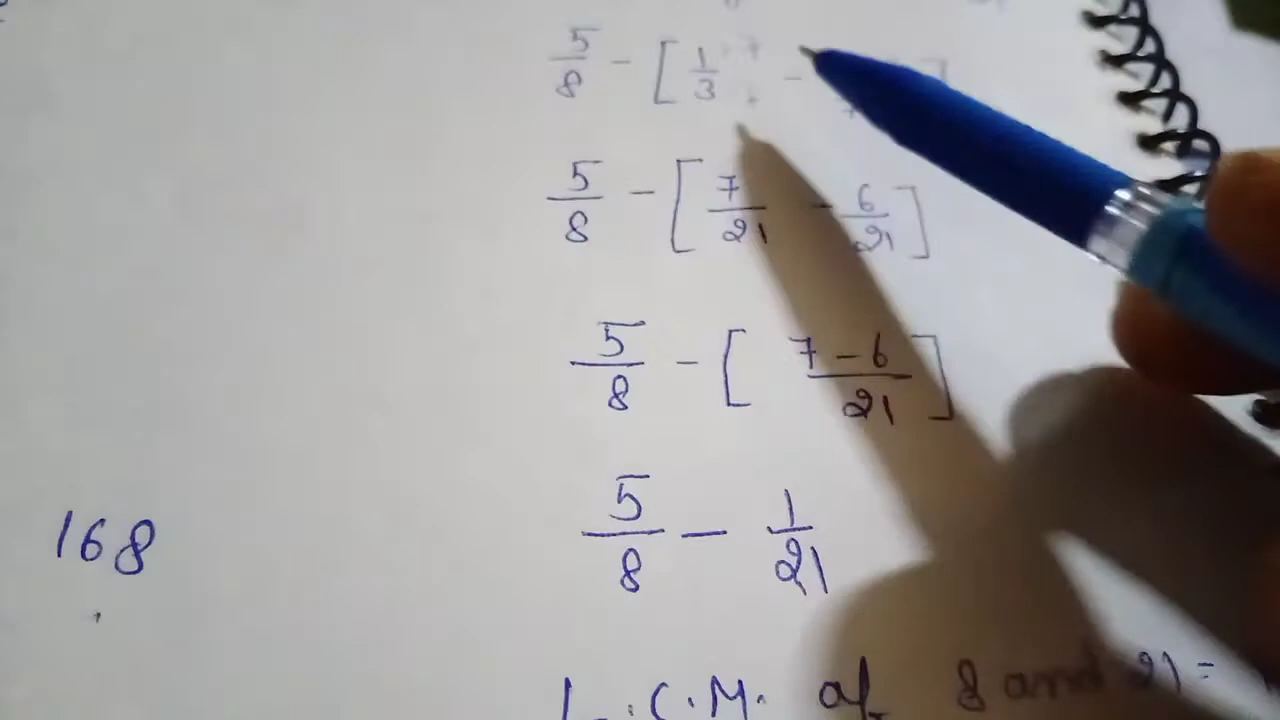 5/8 - [1/3 -
5/8 - [7/21 - 6/21]
5/8 - [7-6/21]
168
5/8 - 1/21
L.C.M. of 8 and 21 =